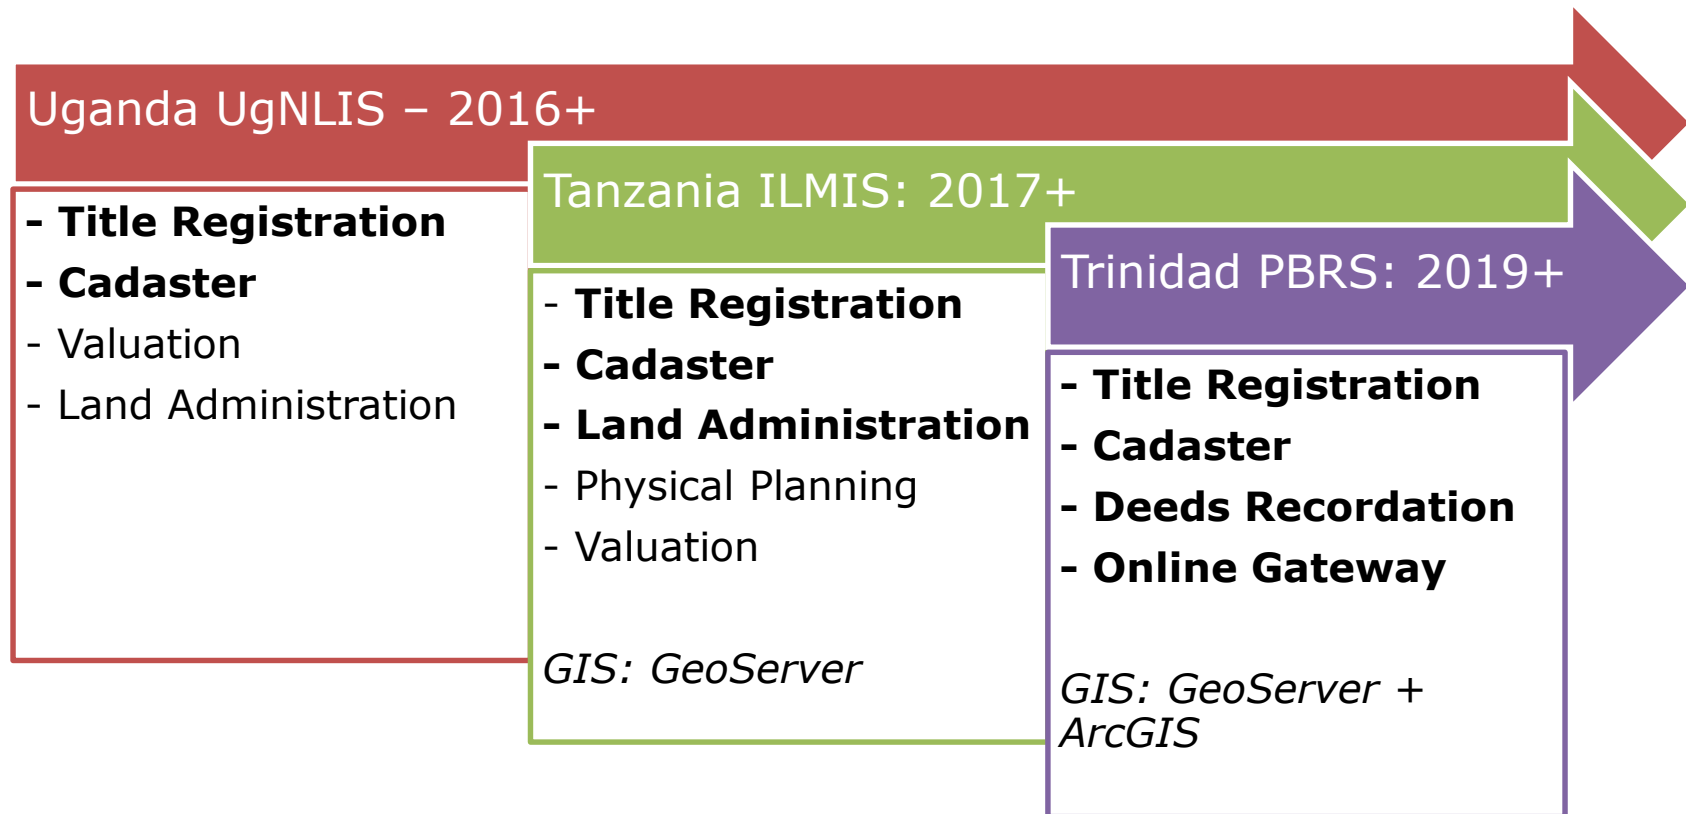 Uganda UgNLIS – 2016+
- Title Registration
- Cadaster
- Valuation
- Land Administration
Tanzania ILMIS: 2017+
- Title Registration
- Cadaster
- Land Administration
- Physical Planning
- Valuation
GIS: GeoServer
Trinidad PBRS: 2019+
- Title Registration
- Cadaster
- Deeds Recordation
- Online Gateway
GIS: GeoServer +
ArcGIS